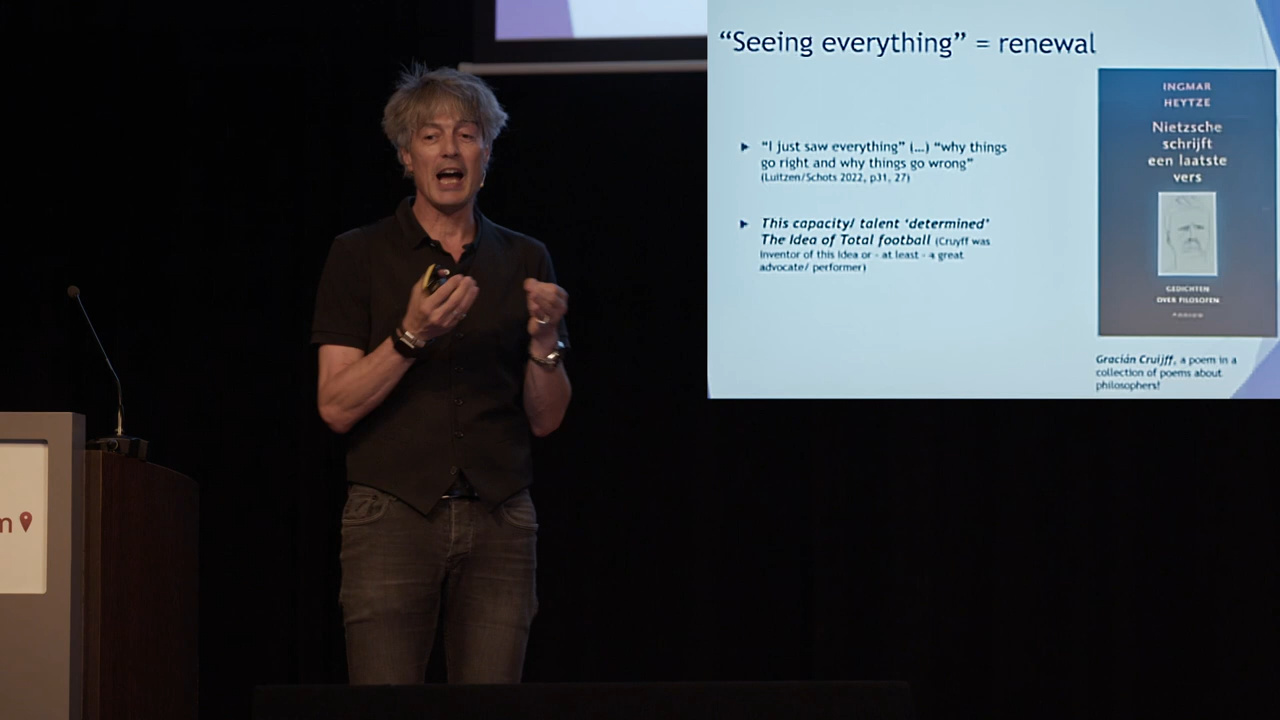 “Seeing everything” = renewal
“I just saw everything” (...) “why things
go right and why things go wrong”
(Luitzen/Schots 2022, p31, 27)
This capacity/ talent ‘determined’
The Idea of Total football (Cruyff was
inventor of this idea or - at least - a great
advocate/ performer)
INGMAR
HEYTZE
Nietzsche
schrijft
een laatste
vers
GEDICHTEN
OVER FILOSOFEN
Gracián Cruijff, a poem in a
collection of poems about
philosophers!
m